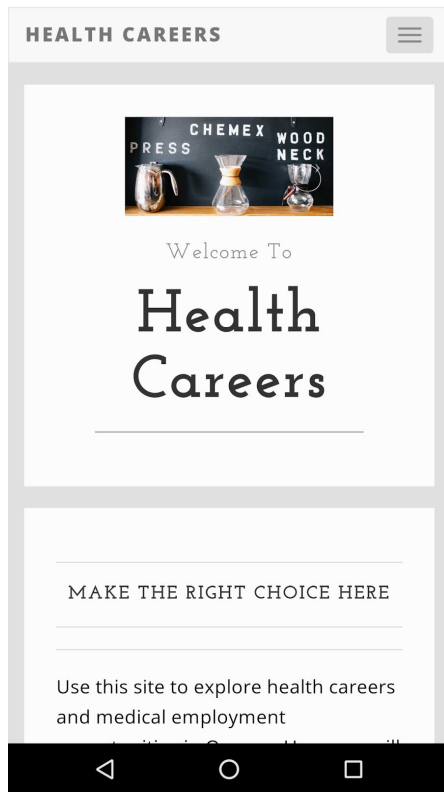 HEALTH CAREERS
CHEMEX
PRESS
WOOD
NECK
Welcome To
Health
Careers
MAKE THE RIGHT CHOICE HERE
Use this site to explore health careers
and medical employment